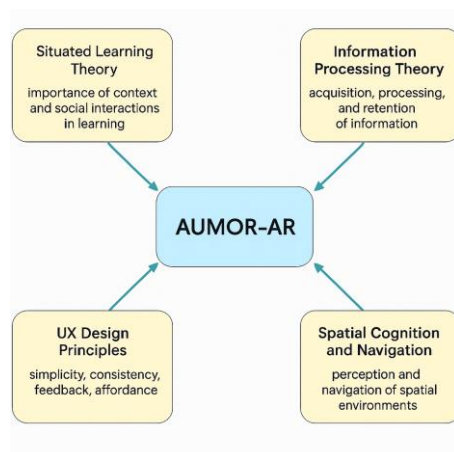 Situated Learning
Theory
importance of context
and social interactions
in learning
Information
Processing Theory
acquisition, processing,
and retention
of information
AUMOR-AR
UX Design
Principles
simplicity, consistency,
feedback, affordance
Spatial Cognition
and Navigation
perception and
navigation of spatial
environments